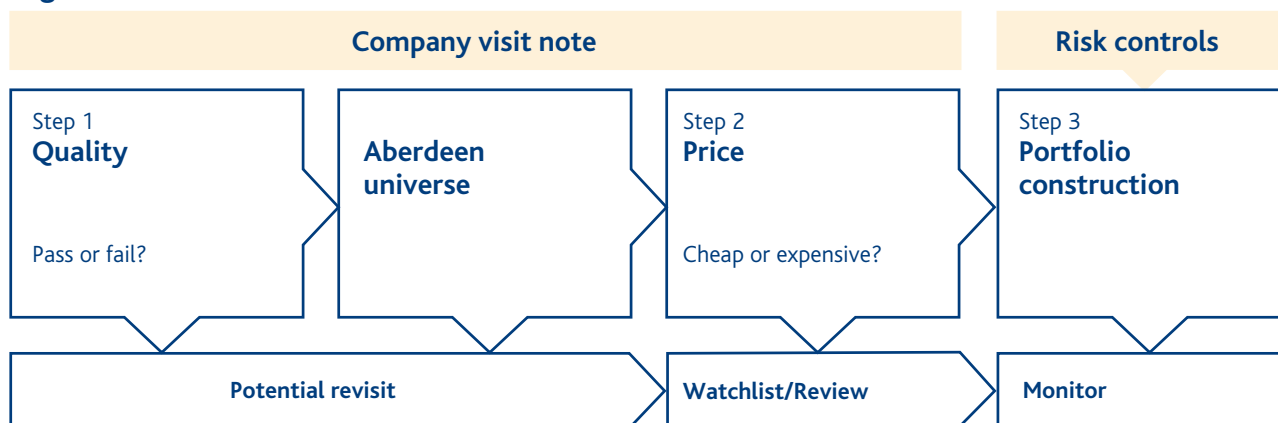 Company visit note
Risk controls
Step 1
Quality
Pass or fail?
Aberdeen
universe
Step 2
Price
Cheap or expensive?
Step 3
Portfolio
construction
Potential revisit
Watchlist/Review
Monitor